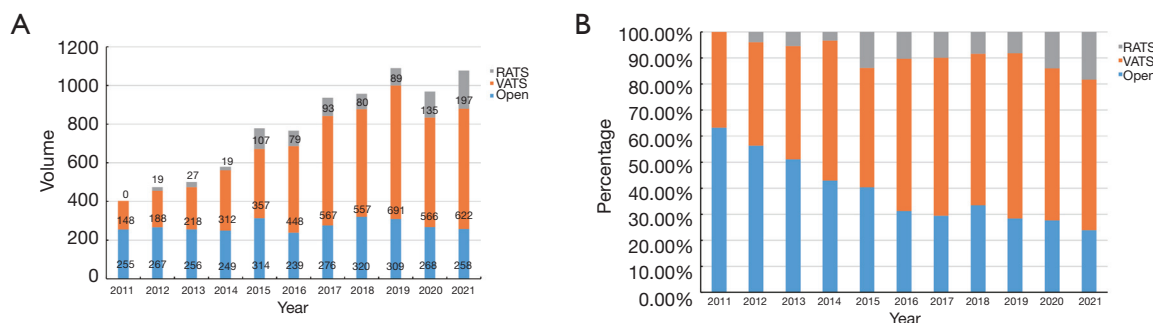 A
1200
1000
800
600
400
200
0
Volume
0 19 27 19 107 79 93 80 89 135 197
148 188 218 312 357 448 567 557 691 566 622
255 267 256 249 314 239 276 320 309 268 258
2011 2012 2013 2014 2015 2016 2017 2018 2019 2020 2021
Year
RATS
VATS
Open
B
100.00%
90.00%
80.00%
70.00%
60.00%
50.00%
40.00%
30.00%
20.00%
10.00%
0.00%
Percentage
2011 2012 2013 2014 2015 2016 2017 2018 2019 2020 2021
Year
RATS
VATS
Open